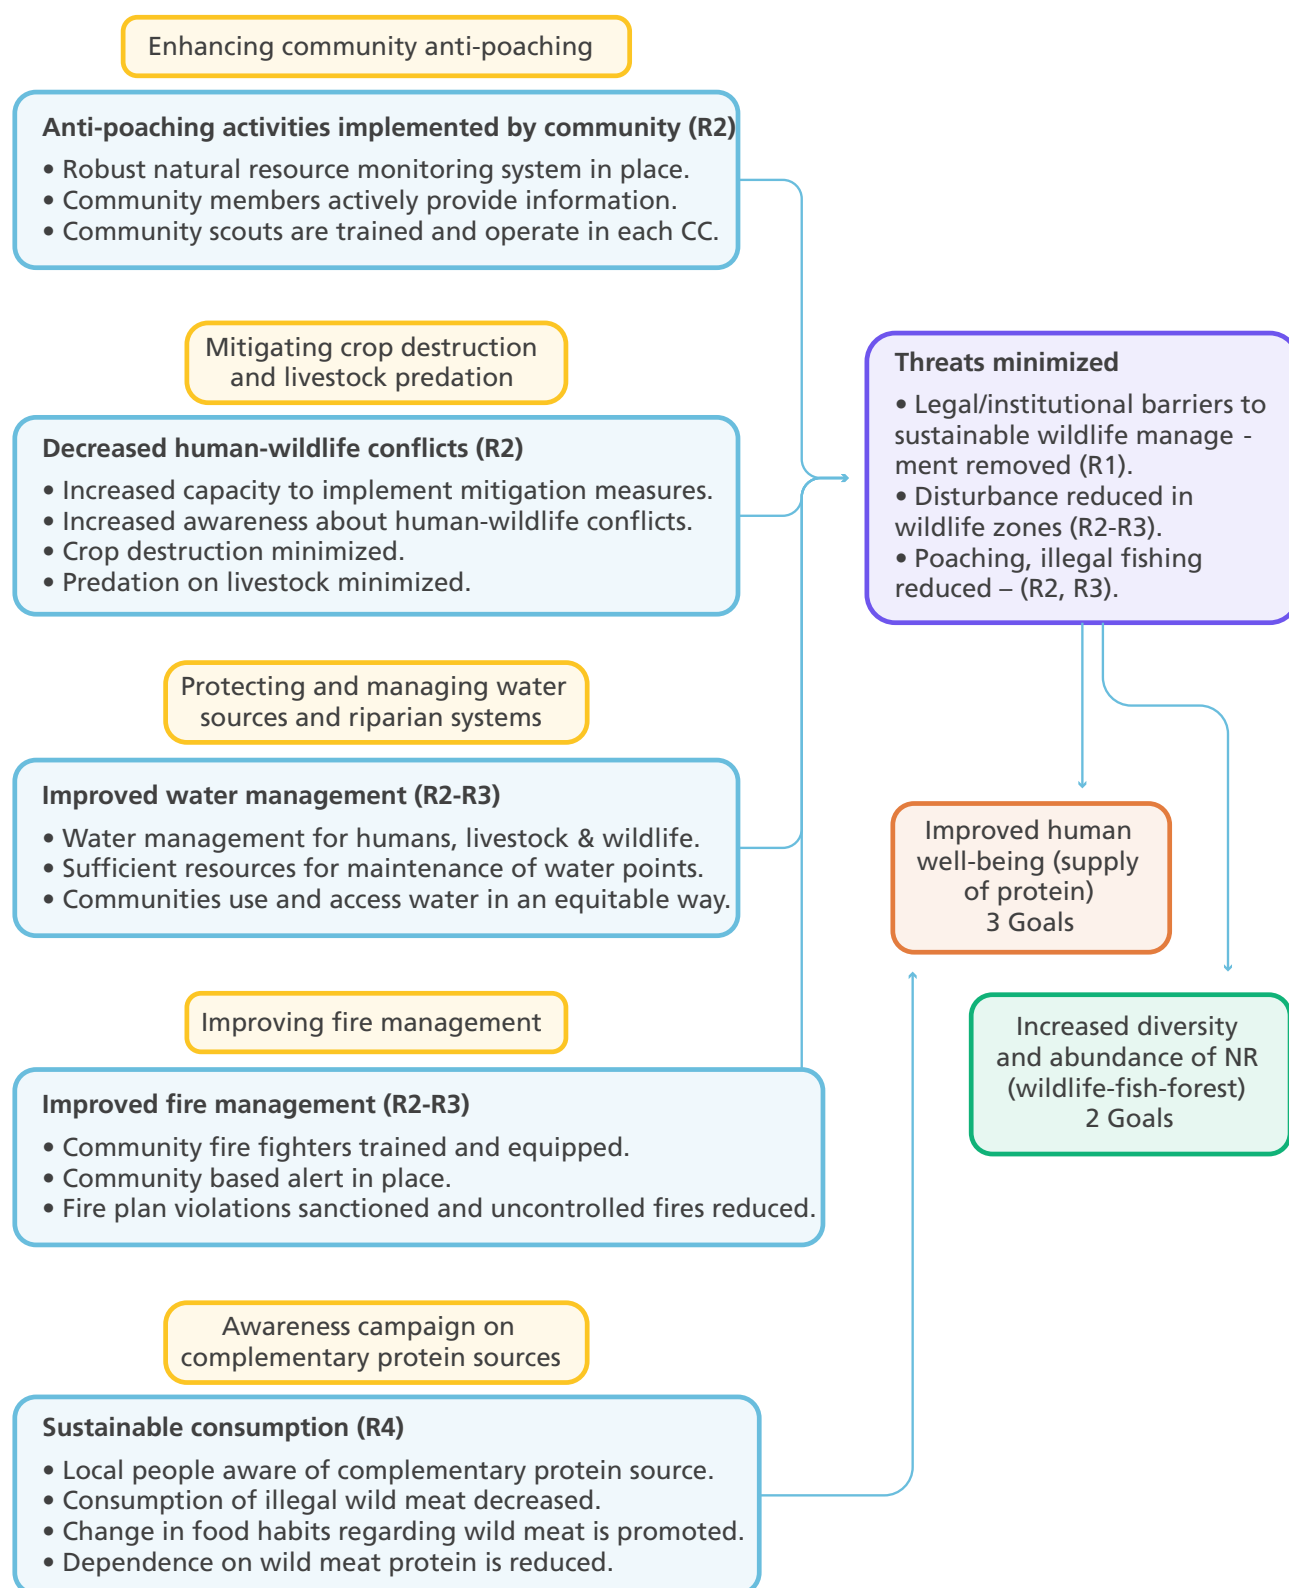 Enhancing community anti-poaching
Anti-poaching activities implemented by community (R2)
• Robust natural resource monitoring system in place.
• Community members actively provide information.
• Community scouts are trained and operate in each CC.
Mitigating crop destruction
and livestock predation
Decreased human-wildlife conflicts (R2)
• Increased capacity to implement mitigation measures.
• Increased awareness about human-wildlife conflicts.
• Crop destruction minimized.
• Predation on livestock minimized.
Protecting and managing water
sources and riparian systems
Improved water management (R2-R3)
• Water management for humans, livestock & wildlife.
• Sufficient resources for maintenance of water points.
• Communities use and access water in an equitable way.
Improving fire management
Improved fire management (R2-R3)
• Community fire fighters trained and equipped.
• Community based alert in place.
• Fire plan violations sanctioned and uncontrolled fires reduced.
Awareness campaign on
complementary protein sources
Sustainable consumption (R4)
• Local people aware of complementary protein source.
• Consumption of illegal wild meat decreased.
• Change in food habits regarding wild meat is promoted.
• Dependence on wild meat protein is reduced.
Threats minimized
• Legal/institutional barriers to
sustainable wildlife manage -
ment removed (R1).
• Disturbance reduced in
wildlife zones (R2-R3).
• Poaching, illegal fishing
reduced – (R2, R3).
Improved human
well-being (supply
of protein)
3 Goals
Increased diversity
and abundance of NR
(wildlife-fish-forest)
2 Goals